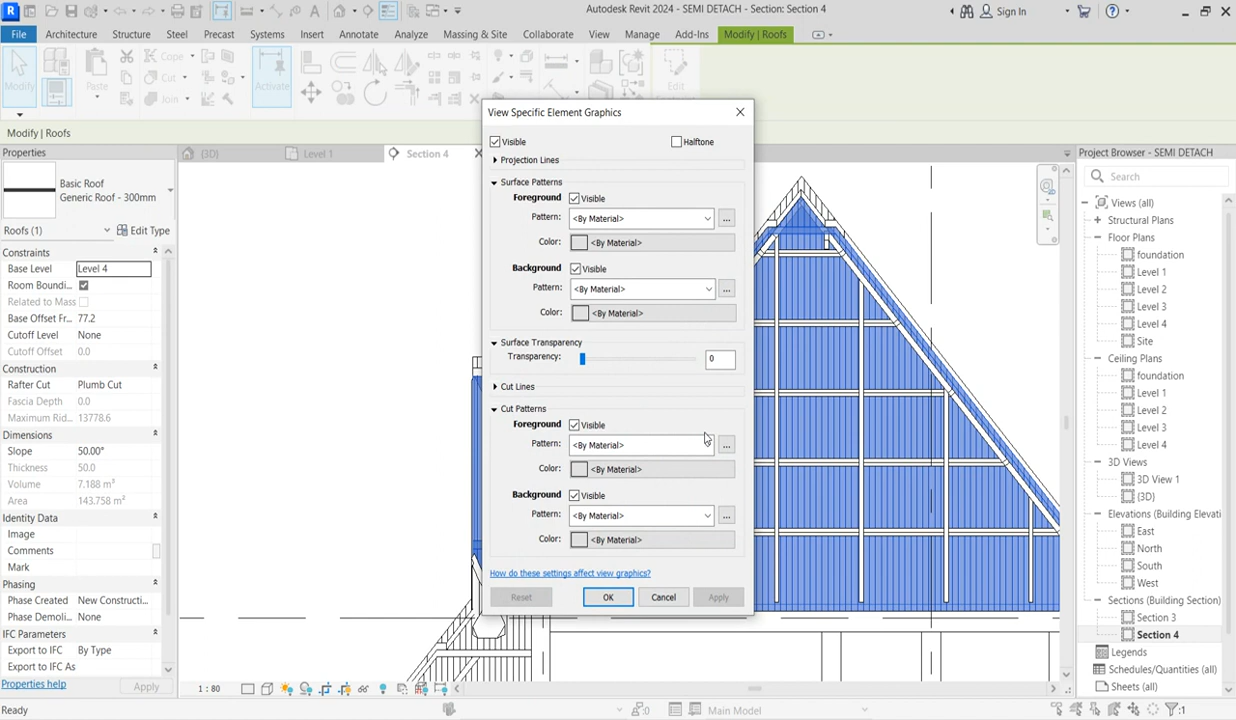 Autodesk Revit 2024 - SEMI DETACH - Section: Section 4
Sign In
File Architecture Structure Steel Precast Systems Insert Annotate Analyze Massing & Site Collaborate View Manage Add-Ins Modify | Roofs
Modify Paste Cope Cut Join Activate Edit
Modify | Roofs
Properties
Basic Roof
Generic Roof - 300mm
Roofs (1) Edit Type
Constraints
Base Level Level 4
Room Boundi...
Related to Mass
Base Offset Fr... 77.2
Cutoff Level None
Cutoff Offset 0.0
Construction
Rafter Cut Plumb Cut
Fascia Depth 0.0
Maximum Rid... 13778.6
Dimensions
Slope 50.00°
Thickness 50.0
Volume 7.188 m³
Area 143.758 m²
Identity Data
Image
Comments
Mark
Phasing
Phase Created New Constructi...
Phase Demoli... None
IFC Parameters
Export to IFC By Type
Export to IFC As
Properties help Apply
Ready
{3D} Level 1 Section 4
View Specific Element Graphics
Visible Halftone
Projection Lines
Surface Patterns
Foreground Visible
Pattern: <By Material> ...
Color: <By Material>
Background Visible
Pattern: <By Material> ...
Color: <By Material>
Surface Transparency
Transparency: 0
Cut Lines
Cut Patterns
Foreground Visible
Pattern: <By Material> ...
Color: <By Material>
Background Visible
Pattern: <By Material> ...
Color: <By Material>
How do these settings affect view graphics?
Reset OK Cancel Apply
1 : 80
:0 Main Model :1
Project Browser - SEMI DETACH
Search
Views (all)
Structural Plans
Floor Plans
foundation
Level 1
Level 2
Level 3
Level 4
Site
Ceiling Plans
foundation
Level 1
Level 2
Level 3
Level 4
3D Views
3D View 1
{3D}
Elevations (Building Elevati
East
North
South
West
Sections (Building Section)
Section 3
Section 4
Legends
Schedules/Quantities (all)
Sheets (all)